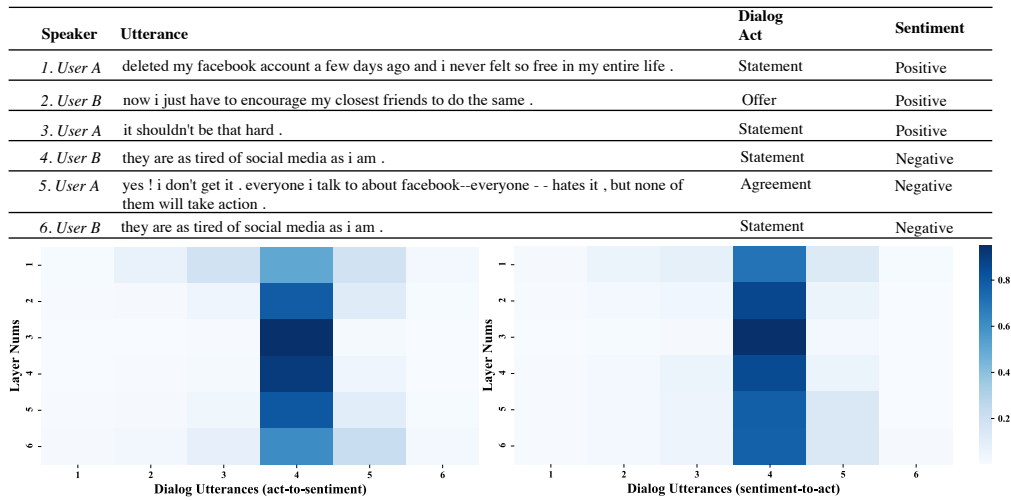 Speaker Utterance Dialog Act Sentiment
1. User A deleted my facebook account a few days ago and i never felt so free in my entire life . Statement Positive
2. User B now i just have to encourage my closest friends to do the same . Offer Positive
3. User A it shouldn't be that hard . Statement Positive
4. User B they are as tired of social media as i am . Statement Negative
5. User A yes ! i don't get it . everyone i talk to about facebook--everyone - - hates it , but none of Agreement Negative
them will take action .
6. User B they are as tired of social media as i am . Statement Negative
Layer Nums
1
2
3
4
5
6
1 2 3 4 5 6
Dialog Utterances (act-to-sentiment)
Layer Nums
1
2
3
4
5
6
1 2 3 4 5 6
Dialog Utterances (sentiment-to-act)
0.8
0.6
0.4
0.2
0.0